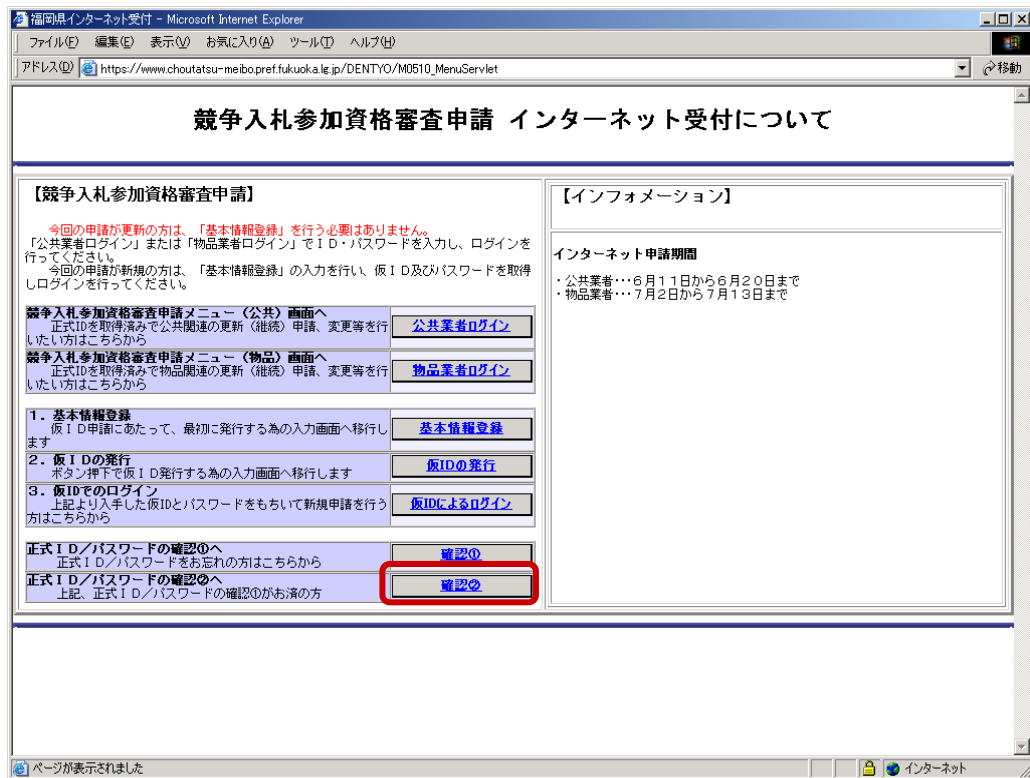 福岡県インターネット受付 - Microsoft Internet Explorer
ファイル(F) 編集(E) 表示(V) お気に入り(A) ツール(T) ヘルプ(H)
アドレス(D) https://www.choutatsu-meibo.pref.fukuoka.lg.jp/DENTYO/M0510_MenuServlet 移動
競争入札参加資格審査申請 インターネット受付について
【競争入札参加資格審査申請】
今回の申請が更新の方は、「基本情報登録」を行う必要はありません。
「公共業者ログイン」または「物品業者ログイン」でＩＤ・パスワードを入力し、ログインを
行ってください。
今回の申請が新規の方は、「基本情報登録」の入力を行い、仮ＩＤ及びパスワードを取得
しログインを行ってください。
競争入札参加資格審査申請メニュー（公共）画面へ
正式IDを取得済みで公共関連の更新（継続）申請、変更等を行
いたい方はこちらから
公共業者ログイン
競争入札参加資格審査申請メニュー（物品）画面へ
正式IDを取得済みで物品関連の更新（継続）申請、変更等を行
いたい方はこちらから
物品業者ログイン
１．基本情報登録
仮ＩＤ申請にあたって、最初に発行する為の入力画面へ移行し
ます
基本情報登録
２．仮ＩＤの発行
ボタン押下で仮ＩＤ発行する為の入力画面へ移行します
仮IDの発行
３．仮IDでのログイン
上記より入手した仮IDとパスワードをもちいて新規申請を行う
方はこちらから
仮IDによるログイン
正式ＩＤ／パスワードの確認①へ
正式ＩＤ／パスワードをお忘れの方はこちらから
確認①
正式ＩＤ／パスワードの確認②へ
上記、正式ＩＤ／パスワードの確認①がお済の方
確認②
【インフォメーション】
インターネット申請期間
・公共業者・・・６月１１日から６月２０日まで
・物品業者・・・７月２日から７月１３日まで
ページが表示されました インターネット